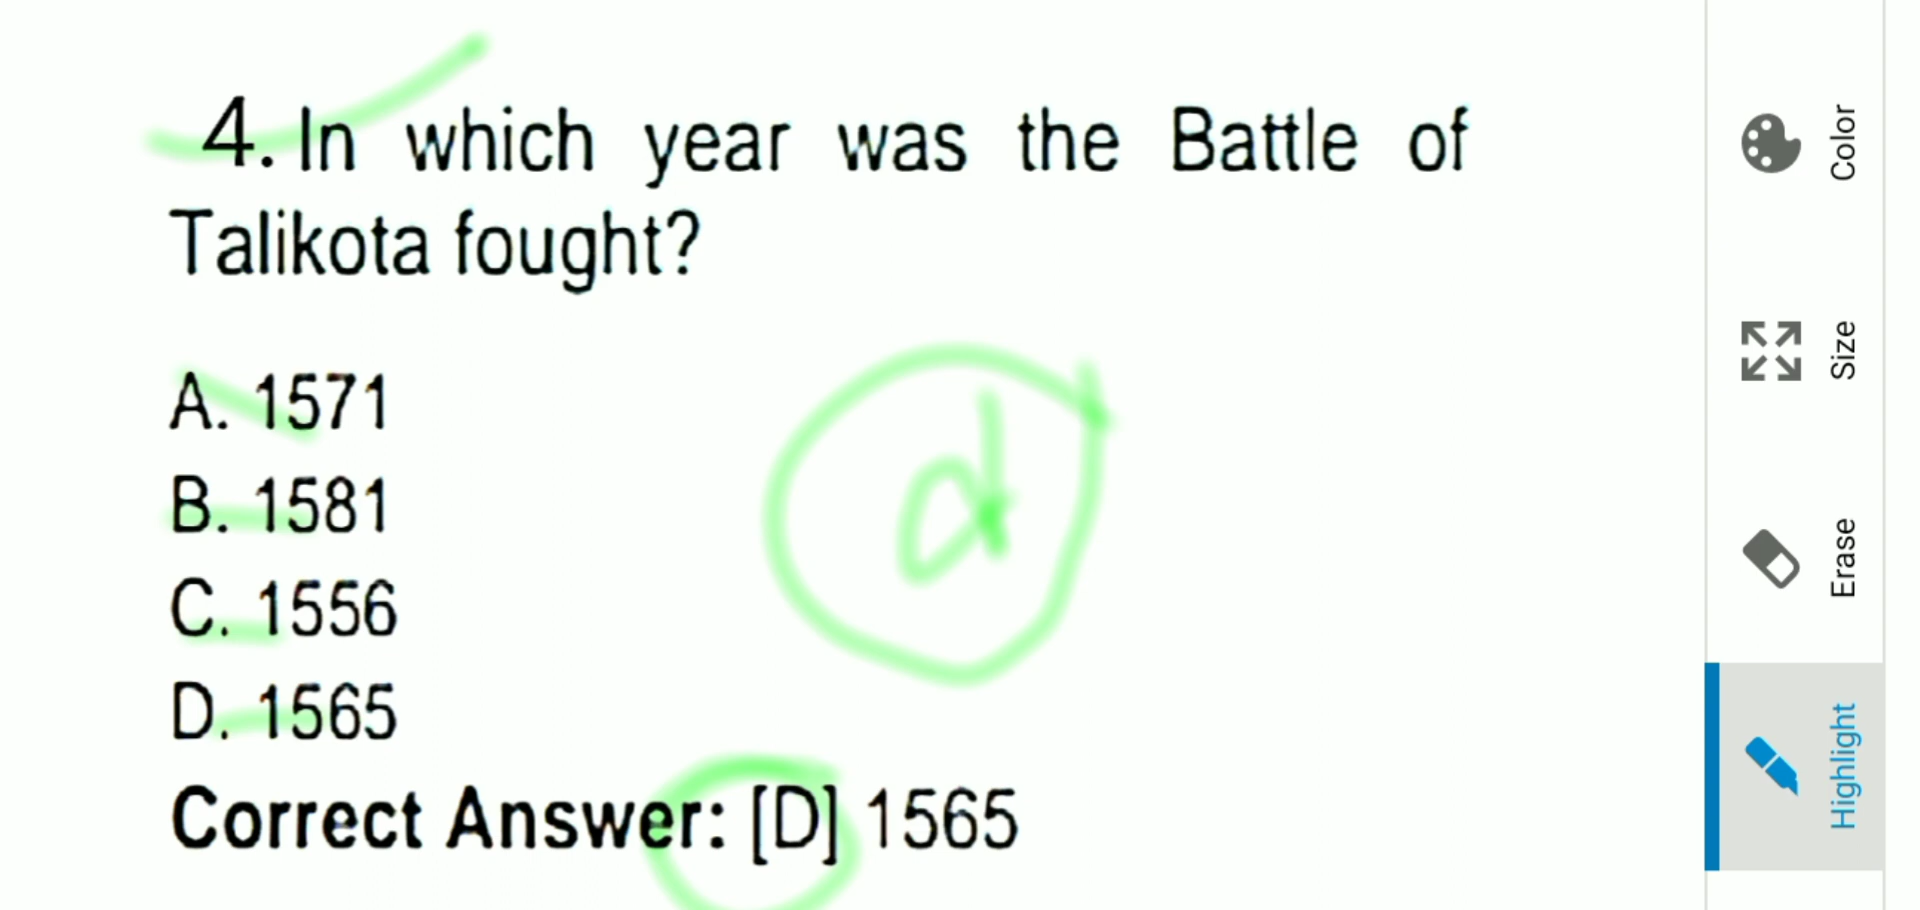 4. In which year was the Battle of
Talikota fought?
A. 1571
B. 1581
C. 1556
D. 1565
d
Correct Answer: [D] 1565
Color
Size
Erase
Highlight